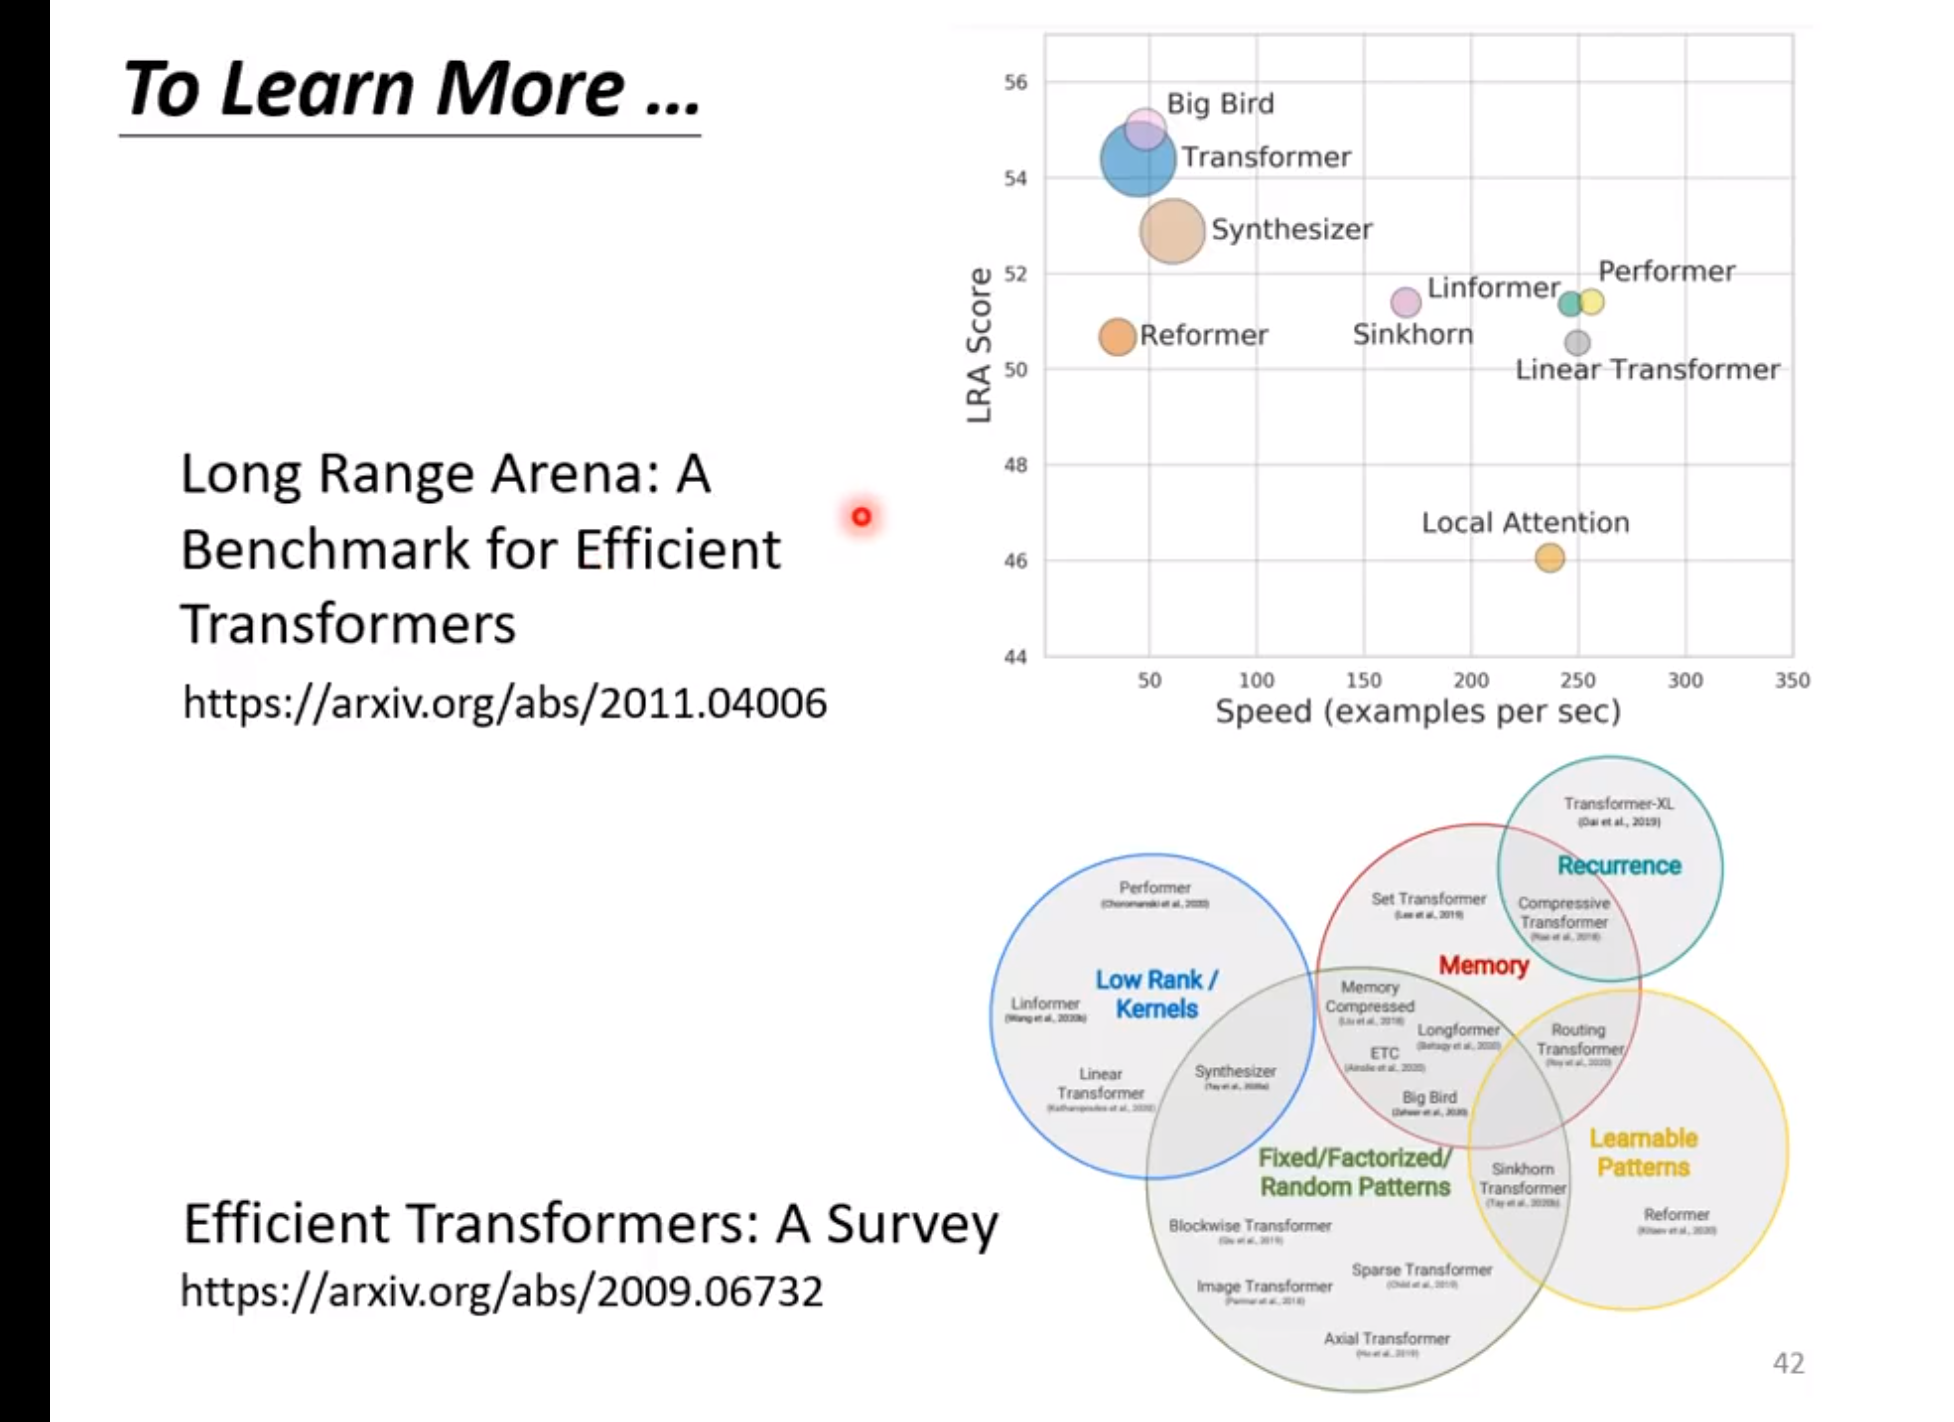 To Learn More ...
Long Range Arena: A
Benchmark for Efficient
Transformers
https://arxiv.org/abs/2011.04006
Efficient Transformers: A Survey
https://arxiv.org/abs/2009.06732
LRA Score
56
54
52
50
48
46
44
Big Bird
Transformer
Synthesizer
Performer
Linformer
Reformer
Sinkhorn
Linear Transformer
Local Attention
50 100 150 200 250 300 350
Speed (examples per sec)
Transformer-XL
(Dai et al., 2019)
Recurrence
Performer
(Choromanski et al., 2020)
Set Transformer
(Lee et al., 2019)
Compressive
Transformer
(Rae et al., 2018)
Memory
Low Rank /
Kernels
Memory
Compressed
(Liu et al., 2018)
Linformer
(Wang et al., 2020b)
Longformer
(Beltagy et al., 2020)
Routing
Transformer
(Roy et al., 2020)
ETC
(Ainslie et al., 2020)
Linear
Transformer
(Katharopoulos et al., 2020)
Synthesizer
(Tay et al., 2020a)
Big Bird
(Zaheer et al., 2020)
Learnable
Patterns
Fixed/Factorized/
Random Patterns
Sinkhorn
Transformer
(Tay et al., 2020b)
Reformer
(Kitaev et al., 2020)
Blockwise Transformer
(Qiu et al., 2019)
Sparse Transformer
(Child et al., 2019)
Image Transformer
(Parmar et al., 2018)
Axial Transformer
(Ho et al., 2019)
42